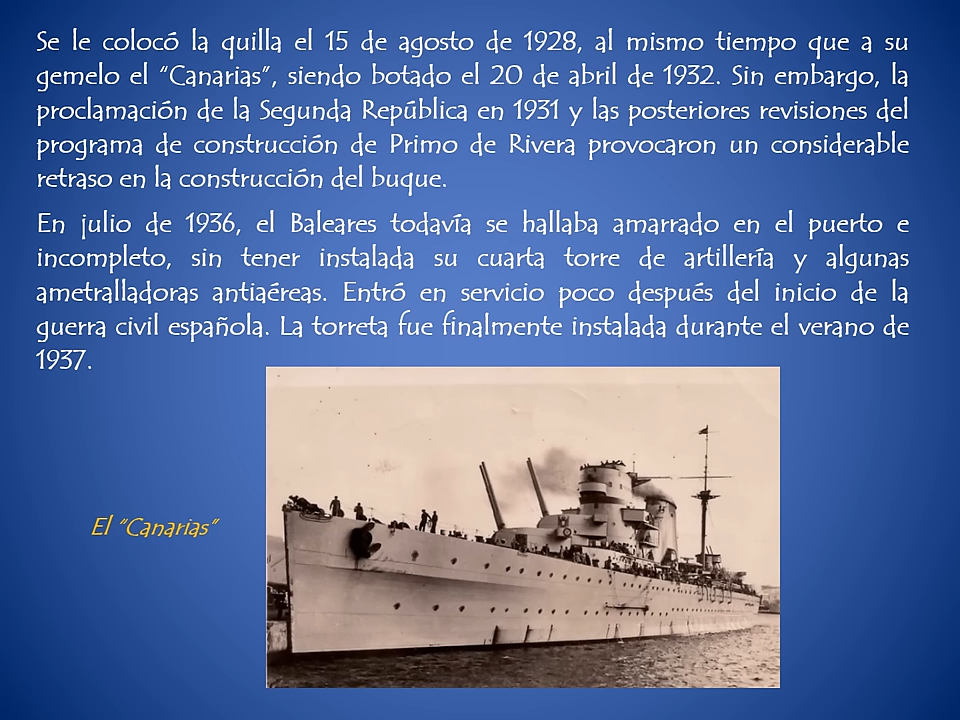 Se le colocó la quilla el 15 de agosto de 1928, al mismo tiempo que a su
gemelo el “Canarias”, siendo botado el 20 de abril de 1932. Sin embargo, la
proclamación de la Segunda República en 1931 y las posteriores revisiones del
programa de construcción de Primo de Rivera provocaron un considerable
retraso en la construcción del buque.
En julio de 1936, el Baleares todavía se hallaba amarrado en el puerto e
incompleto, sin tener instalada su cuarta torre de artillería y algunas
ametralladoras antiaéreas. Entró en servicio poco después del inicio de la
guerra civil española. La torreta fue finalmente instalada durante el verano de
1937.
El “Canarias”